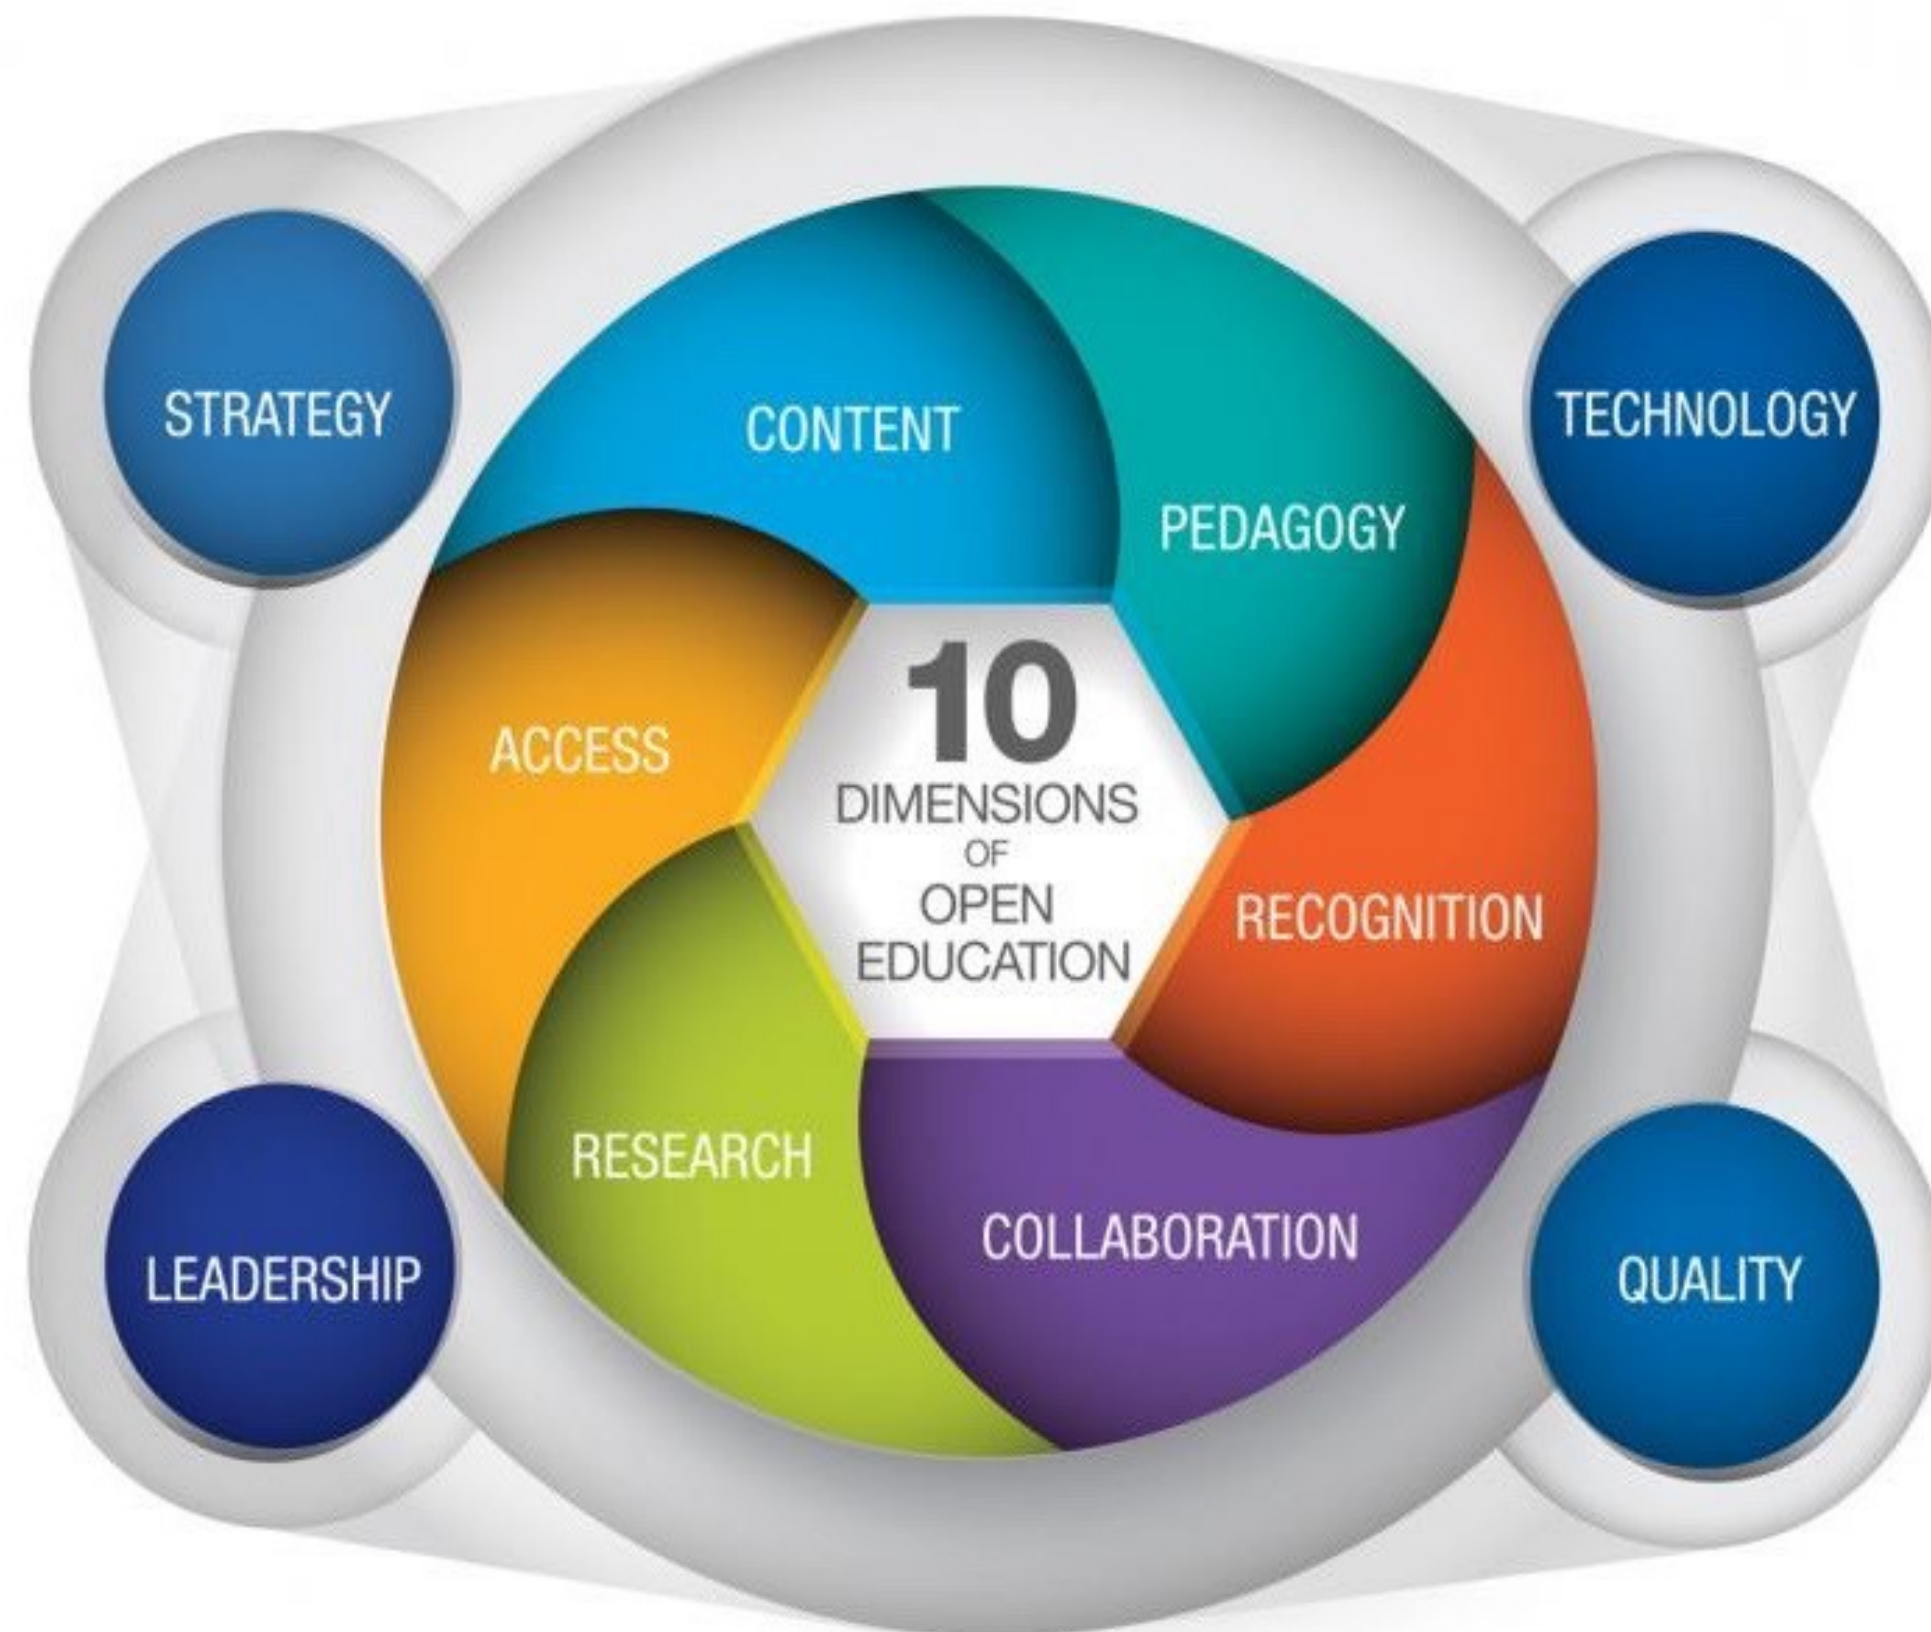 STRATEGY
TECHNOLOGY
CONTENT
PEDAGOGY
ACCESS
10
DIMENSIONS
OF
OPEN
EDUCATION
RECOGNITION
RESEARCH
COLLABORATION
LEADERSHIP
QUALITY